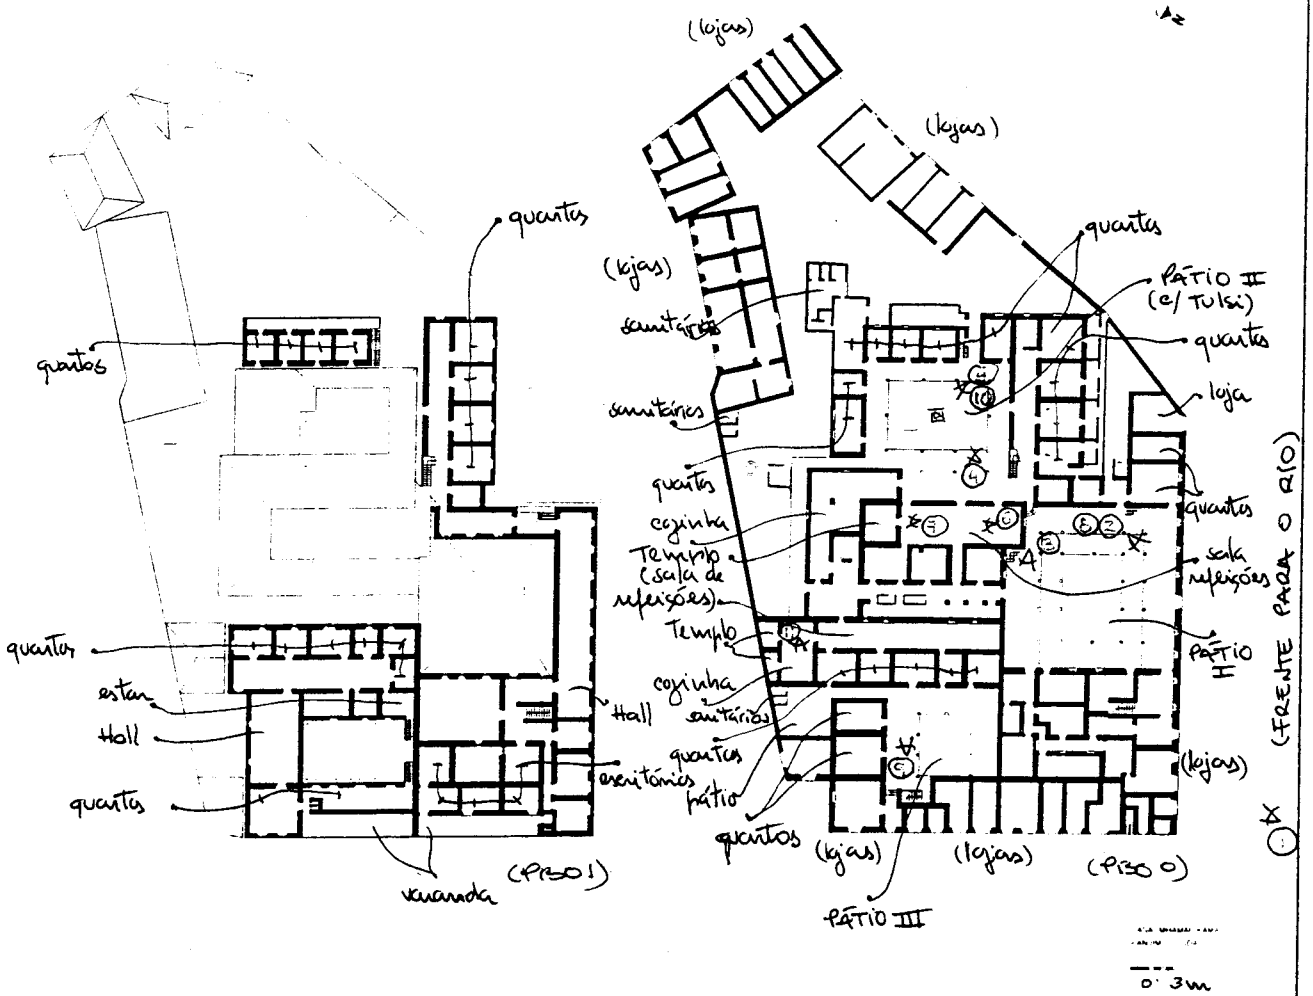 (lojas)
N
(lojas)
quartos
quartos
PÁTIO II
(c/ Tulsi)
(lojas)
sanitários
quartos
quartos
loja
sanitários
quartos
quartos
cozinha
Templo
(sala de
refeições)
sala
refeições
Templo
PÁTIO
I
quartos
cozinha
estar
sanitários
Hall
Hall
quartos
escritórios
pátio
(lojas)
quartos
quartos
(lojas)
(lojas)
(PISO 1)
(PISO 0)
varanda
PÁTIO III
(FRENTE PARA O RIO)
0 3m